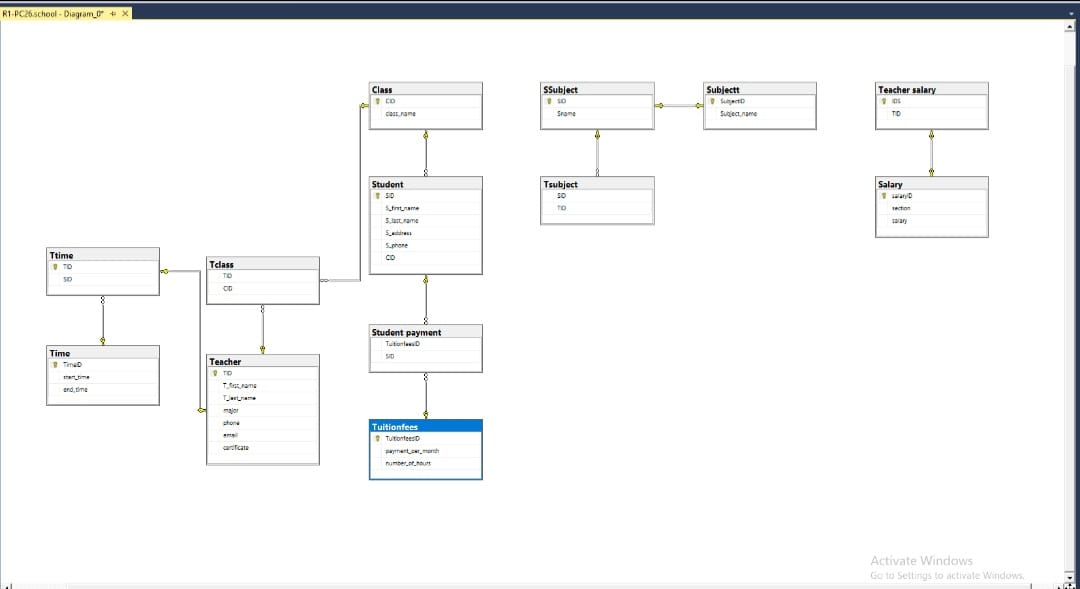 R1-PC26.school - Diagram_0*
Class
CID
class_name
SSubject
SID
Sname
Subjectt
SubjectID
Subject_name
Teacher salary
IDS
TID
Student
SID
S_first_name
S_last_name
S_address
S_phone
CID
Tsubject
SID
TID
Salary
salaryID
section
salary
Ttime
TID
SID
Tclass
TID
CID
Student payment
TuitionfeesID
SID
Time
TimeID
start_time
end_time
Teacher
TID
T_first_name
T_last_name
major
phone
email
certificate
Tuitionfees
TuitionfeesID
payment_per_month
number_of_hours
Activate Windows
Go to Settings to activate Windows.